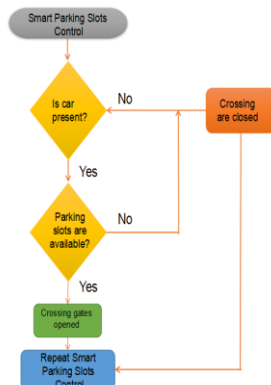 Smart Parking Slots
Control
Is car
present?
No
Crossing
are closed
Yes
Parking
slots are
available?
No
Yes
Crossing gates
opened
Repeat Smart
Parking Slots
Control